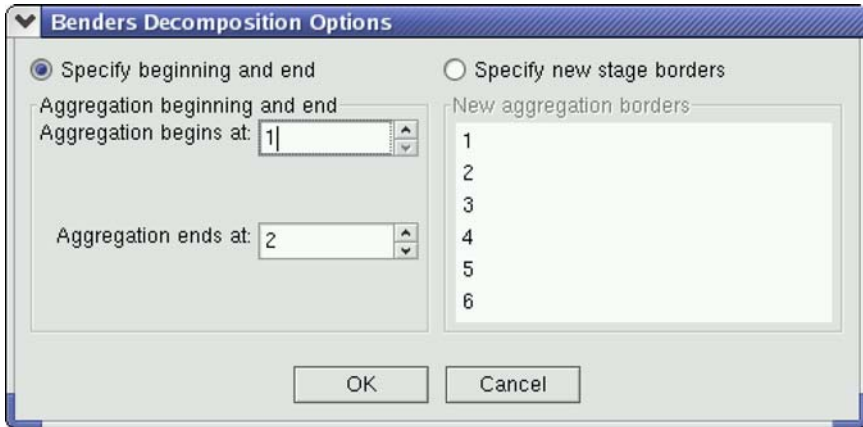 Benders Decomposition Options
Specify beginning and end
Specify new stage borders
Aggregation beginning and end
Aggregation begins at: 1
Aggregation ends at: 2
New aggregation borders
1
2
3
4
5
6
OK
Cancel